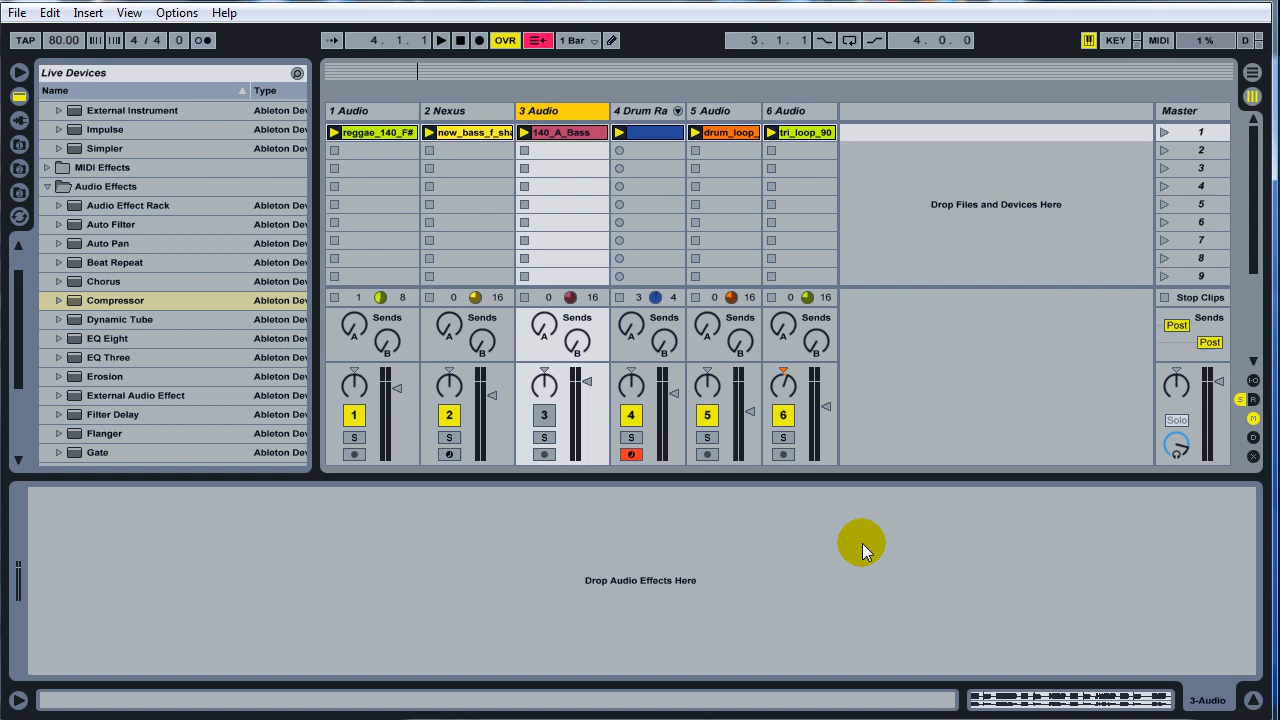 File Edit Insert View Options Help
TAP 80.00 4 / 4 0 4. 1. 1 OVR 1 Bar 3. 1. 1 4. 0. 0 KEY MIDI 1 % D
Live Devices
Name Type
External Instrument Ableton Dev
Impulse Ableton Dev
Simpler Ableton Dev
MIDI Effects
Audio Effects
Audio Effect Rack Ableton Dev
Auto Filter Ableton Dev
Auto Pan Ableton Dev
Beat Repeat Ableton Dev
Chorus Ableton Dev
Compressor Ableton Dev
Dynamic Tube Ableton Dev
EQ Eight Ableton Dev
EQ Three Ableton Dev
Erosion Ableton Dev
External Audio Effect Ableton Dev
Filter Delay Ableton Dev
Flanger Ableton Dev
Gate Ableton Dev
1 Audio 2 Nexus 3 Audio 4 Drum Ra 5 Audio 6 Audio Master
reggae_140_F# new_bass_f_sha 140_A_Bass drum_loop_ tri_loop_90 1
2
3
4
5
6
7
8
9
Drop Files and Devices Here
1 8 0 16 0 16 3 4 0 16 0 16 Stop Clips
Sends Sends Sends Sends Sends Sends Sends
A B A B A B A B A B A B Post Post
1 2 3 4 5 6 Solo
S S S S S S
I·O
S R
M
D
X
Drop Audio Effects Here
3-Audio